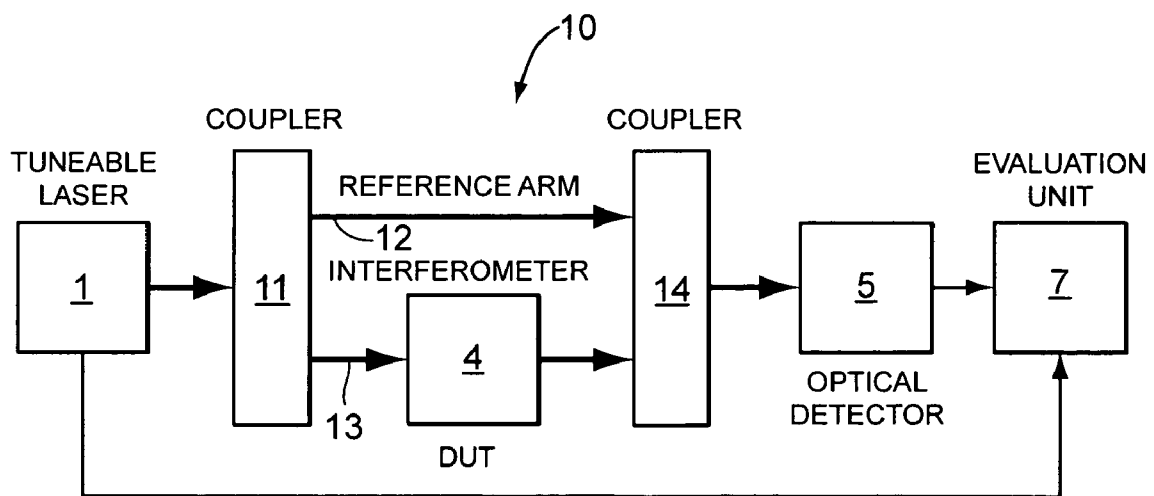 10
COUPLER
COUPLER
TUNEABLE
LASER
EVALUATION
UNIT
REFERENCE ARM
12
INTERFEROMETER
1
11
4
14
5
7
13
DUT
OPTICAL
DETECTOR